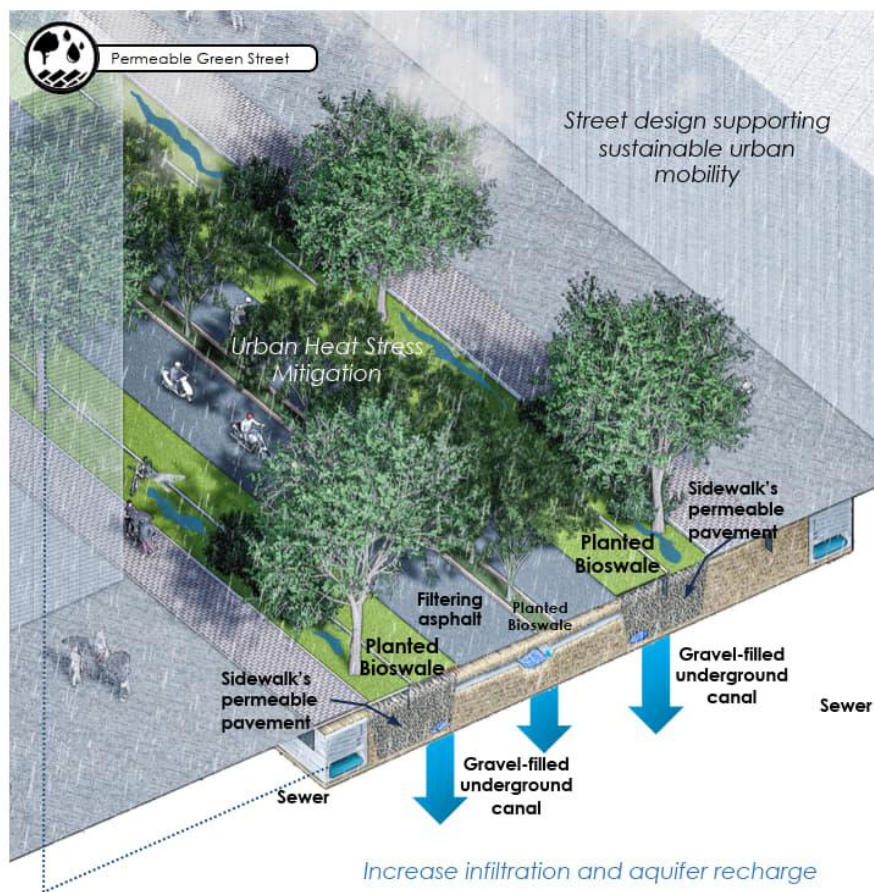 Permeable Green Street
Street design supporting
sustainable urban
mobility
Urban Heat Stress
Mitigation
Sidewalk's
permeable
pavement
Planted
Bioswale
Filtering
asphalt
Planted
Bioswale
Planted
Bioswale
Sidewalk's
permeable
pavement
Gravel-filled
underground
canal
Sewer
Gravel-filled
underground
canal
Sewer
Increase infiltration and aquifer recharge